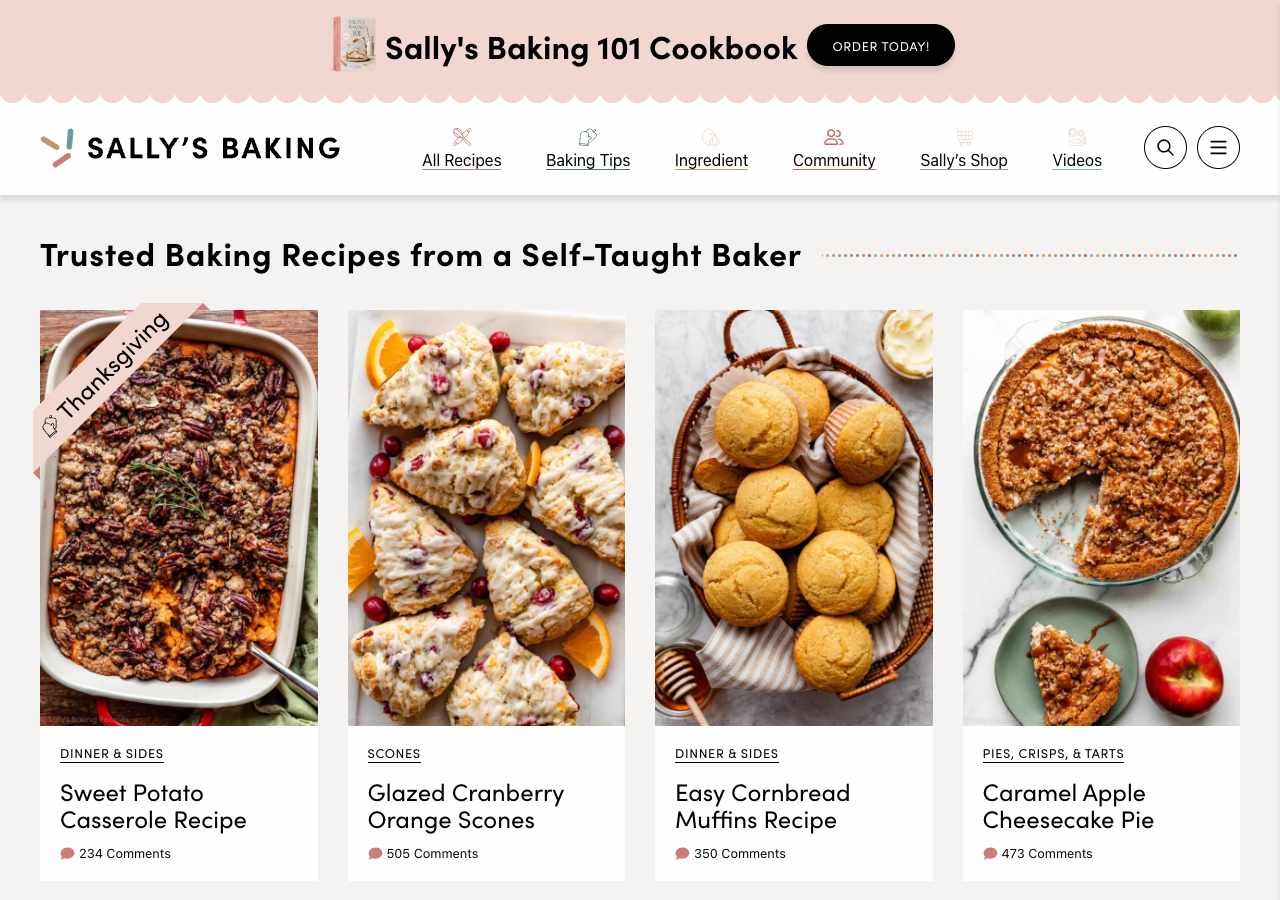 Sally's Baking 101 Cookbook
ORDER TODAY!
SALLY'S BAKING
All Recipes
Baking Tips
Ingredient
Community
Sally's Shop
Videos
Trusted Baking Recipes from a Self-Taught Baker
Thanksgiving
DINNER & SIDES
Sweet Potato
Casserole Recipe
234 Comments
SCONES
Glazed Cranberry
Orange Scones
505 Comments
DINNER & SIDES
Easy Cornbread
Muffins Recipe
350 Comments
PIES, CRISPS, & TARTS
Caramel Apple
Cheesecake Pie
473 Comments